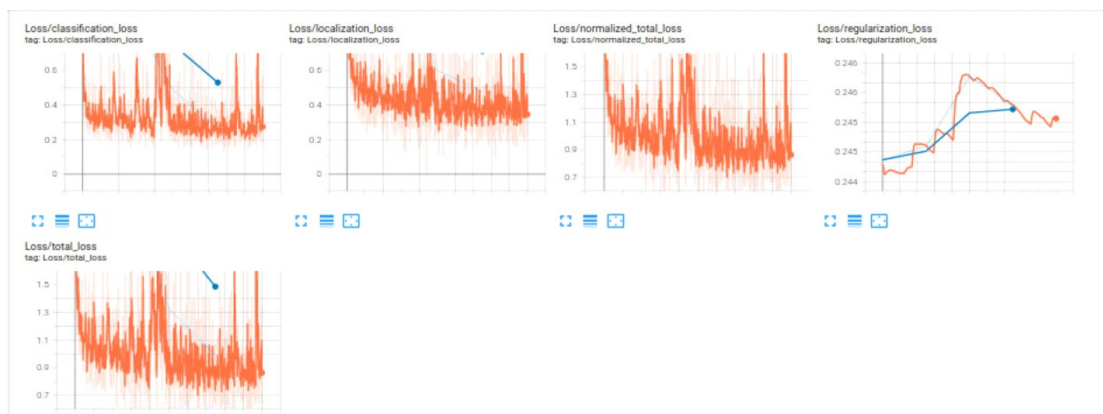 Loss/classification_loss
tag: Loss/classification_loss
0.6
0.4
0.2
0
Loss/localization_loss
tag: Loss/localization_loss
0.6
0.4
0.2
0
Loss/normalized_total_loss
tag: Loss/normalized_total_loss
1.5
1.3
1.1
0.9
0.7
Loss/regularization_loss
tag: Loss/regularization_loss
0.246
0.246
0.245
0.245
0.244
Loss/total_loss
tag: Loss/total_loss
1.5
1.3
1.1
0.9
0.7